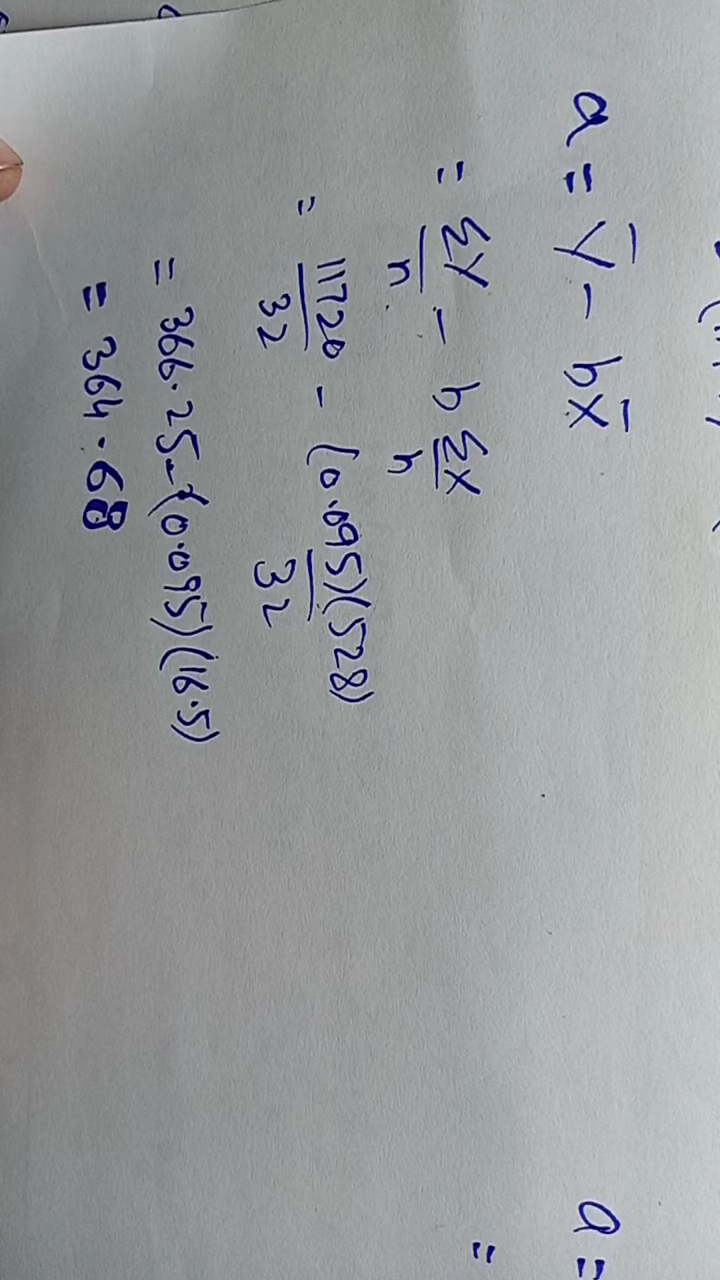 a = Y̅ - bX̅
= ΣY/n - b ΣX/n
= 11720/32 - (0.095)(528)/32
= 366.25 - (0.095)(16.5)
= 364.68
a =
=